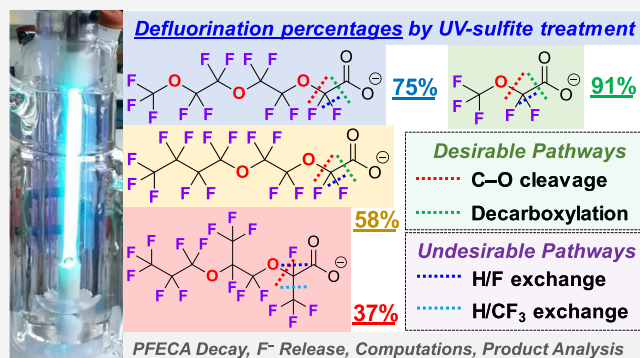 Defluorination percentages by UV-sulfite treatment
F F F F F F O O F O O O O⊖ F F F F F F F F
75%
O O F O⊖ F F F F
91%
F F F F F F O F O O O⊖ F F F F F F F F F
58%
F F F F F F F F O O F O O O⊖ F F F F F F F F F
37%
Desirable Pathways
C–O cleavage
Decarboxylation
Undesirable Pathways
H/F exchange
H/CF₃ exchange
PFECA Decay, F⁻ Release, Computations, Product Analysis